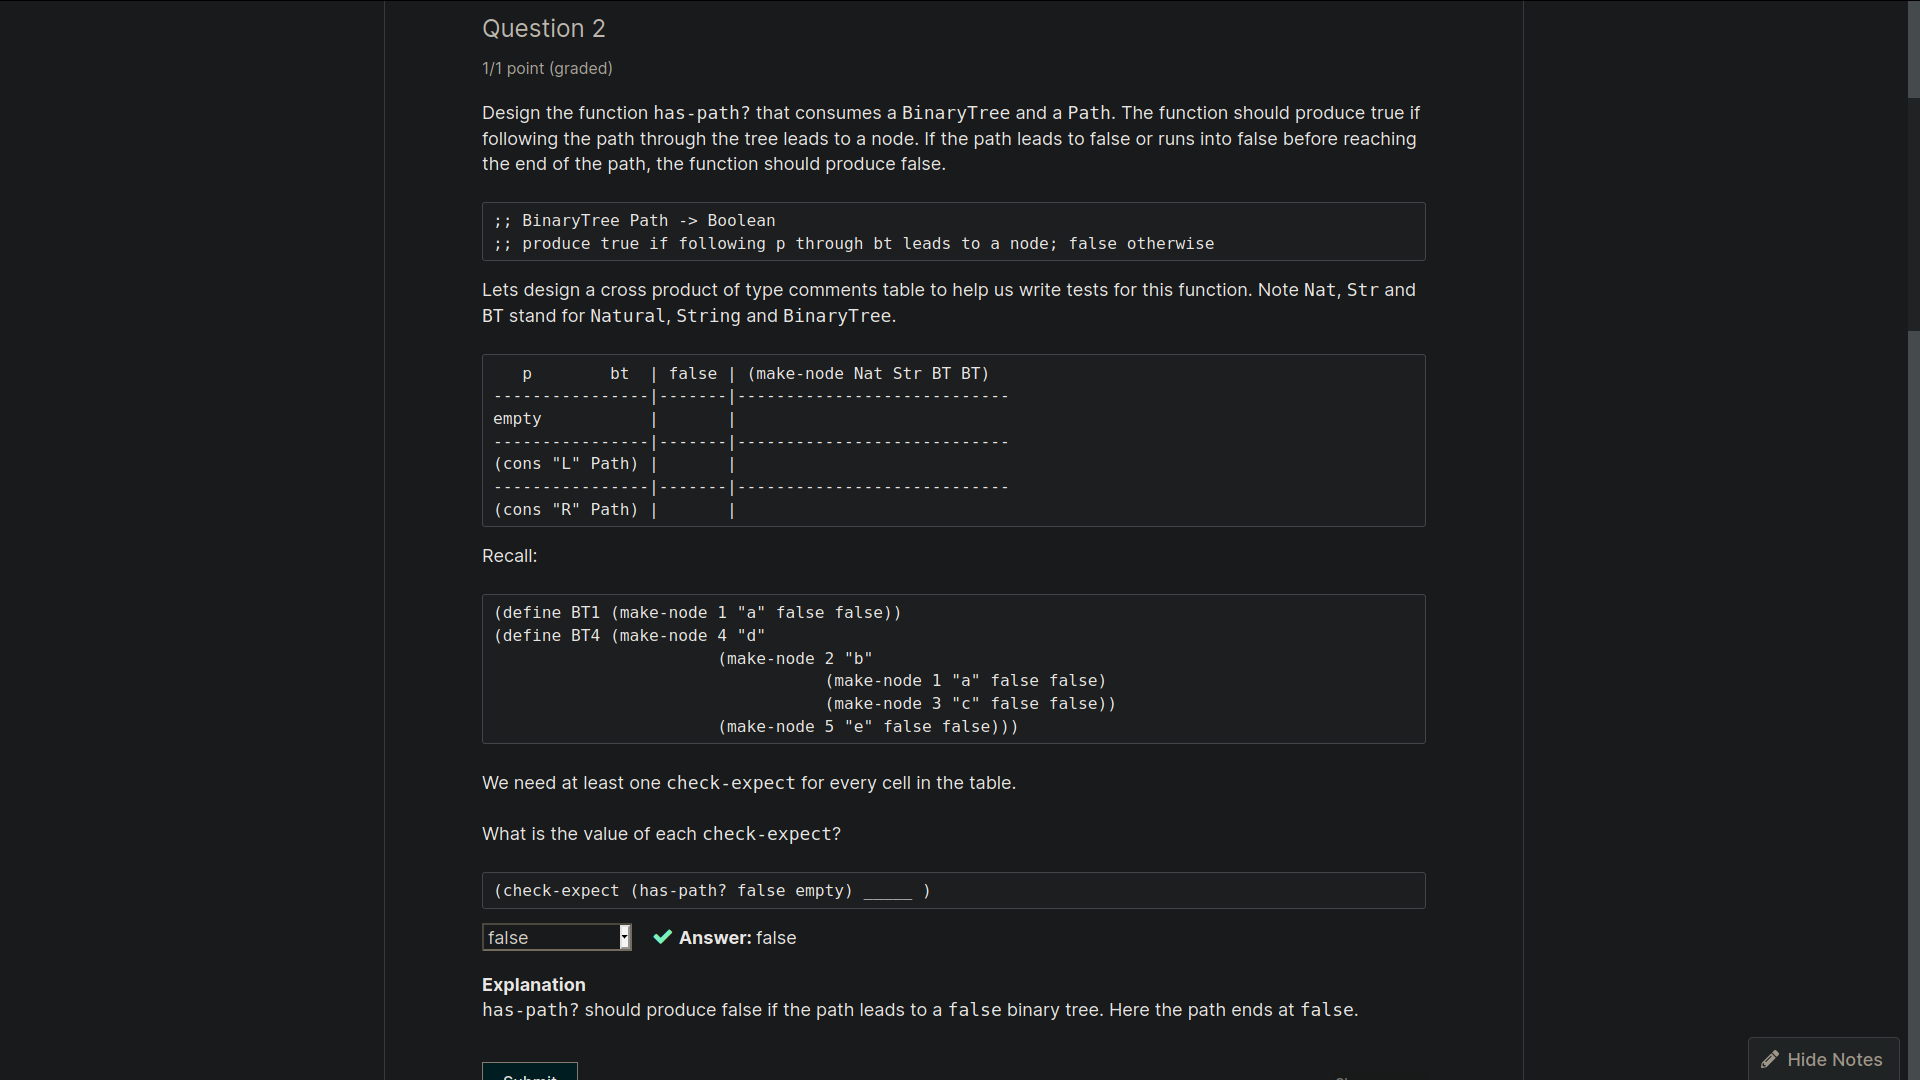 Question 2
1/1 point (graded)
Design the function has-path? that consumes a BinaryTree and a Path. The function should produce true if
following the path through the tree leads to a node. If the path leads to false or runs into false before reaching
the end of the path, the function should produce false.
;; BinaryTree Path -> Boolean
;; produce true if following p through bt leads to a node; false otherwise
Lets design a cross product of type comments table to help us write tests for this function. Note Nat, Str and
BT stand for Natural, String and BinaryTree.
   p        bt  | false | (make-node Nat Str BT BT)
----------------|-------|----------------------------
empty           |       |
----------------|-------|----------------------------
(cons "L" Path) |       |
----------------|-------|----------------------------
(cons "R" Path) |       |
Recall:
(define BT1 (make-node 1 "a" false false))
(define BT4 (make-node 4 "d"
                       (make-node 2 "b"
                                  (make-node 1 "a" false false)
                                  (make-node 3 "c" false false))
                       (make-node 5 "e" false false)))
We need at least one check-expect for every cell in the table.
What is the value of each check-expect?
(check-expect (has-path? false empty) _____ )
false
Answer: false
Explanation
has-path? should produce false if the path leads to a false binary tree. Here the path ends at false.
Hide Notes